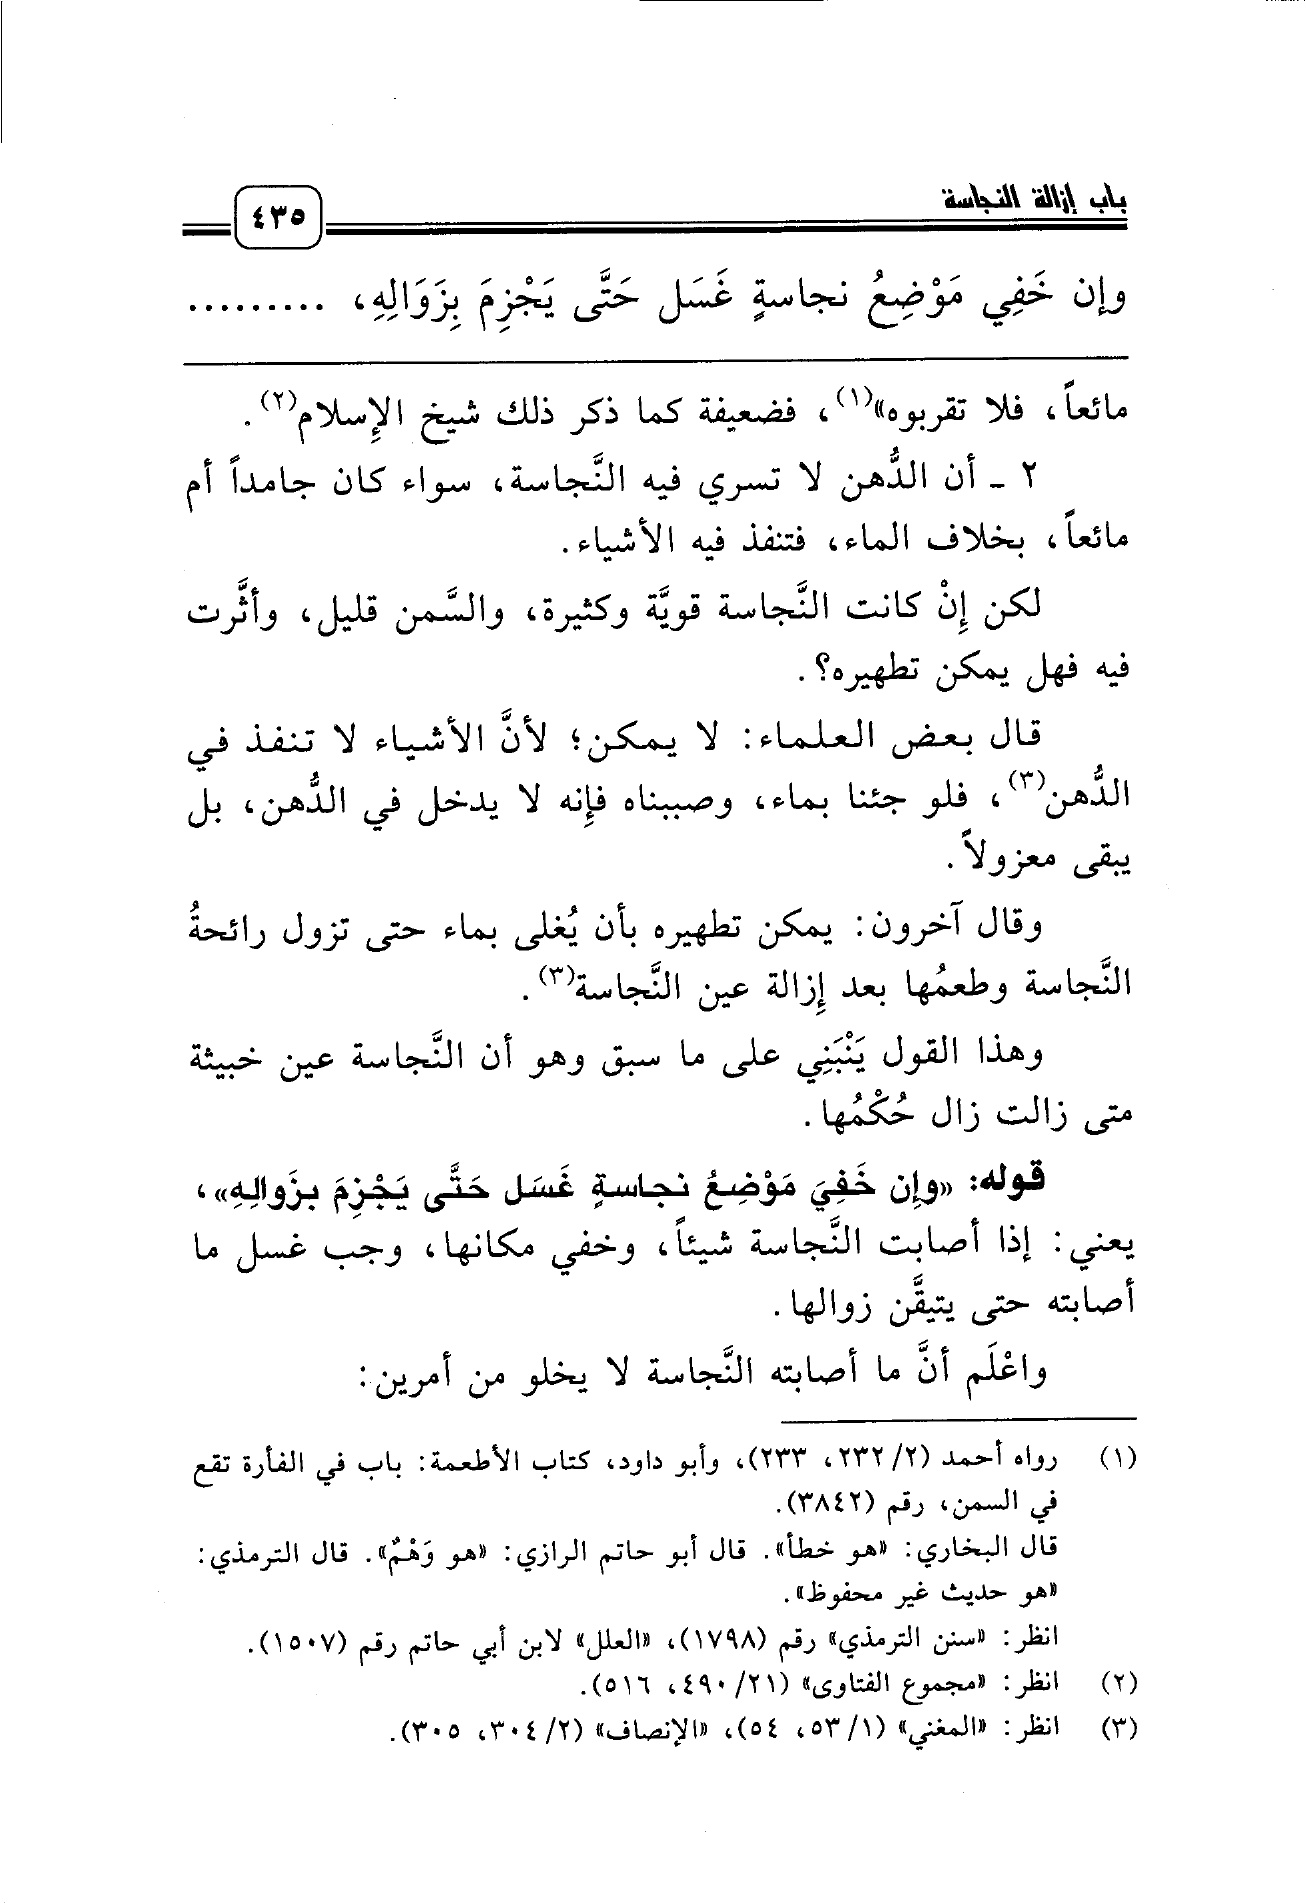 باب إزالة النجاسة
٤٣٥
وإن خَفِي مَوْضِعُ نجاسةٍ غَسَل حَتَّى يَجْزِمَ بِزَوَالِهِ، .........
مائعاً، فلا تقربوه»(١)، فضعيفة كما ذكر ذلك شيخ الإِسلام(٢).
٢ ـ أن الدُّهن لا تسري فيه النَّجاسة، سواء كان جامداً أم
مائعاً، بخلاف الماء، فتنفذ فيه الأشياء.
لكن إِنْ كانت النَّجاسة قويَّة وكثيرة، والسَّمن قليل، وأثَّرت
فيه فهل يمكن تطهيره؟.
قال بعض العلماء: لا يمكن؛ لأنَّ الأشياء لا تنفذ في
الدُّهن(٣)، فلو جئنا بماء، وصببناه فإِنه لا يدخل في الدُّهن، بل
يبقى معزولاً.
وقال آخرون: يمكن تطهيره بأن يُغلى بماء حتى تزول رائحةُ
النَّجاسة وطعمُها بعد إِزالة عين النَّجاسة(٣).
وهذا القول يَنْبَنِي على ما سبق وهو أن النَّجاسة عين خبيثة
متى زالت زال حُكْمُها.
قوله: «وإِن خَفِيَ مَوْضِعُ نجاسةٍ غَسَل حَتَّى يَجْزِمَ بزَوالِهِ»،
يعني: إذا أصابت النَّجاسة شيئاً، وخفي مكانها، وجب غسل ما
أصابته حتى يتيقَّن زوالها.
واعْلَم أنَّ ما أصابته النَّجاسة لا يخلو من أمرين:
(١) رواه أحمد (٢/ ٢٣٢، ٢٣٣)، وأبو داود، كتاب الأطعمة: باب في الفأرة تقع
في السمن، رقم (٣٨٤٢).
قال البخاري: «هو خطأ». قال أبو حاتم الرازي: «هو وَهْمٌ». قال الترمذي:
«هو حديث غير محفوظ».
انظر: «سنن الترمذي» رقم (١٧٩٨)، «العلل» لابن أبي حاتم رقم (١٥٠٧).
(٢) انظر: «مجموع الفتاوى» (٢١/ ٤٩٠، ٥١٦).
(٣) انظر: «المغني» (١/ ٥٣، ٥٤)، «الإنصاف» (٢/ ٣٠٤، ٣٠٥).